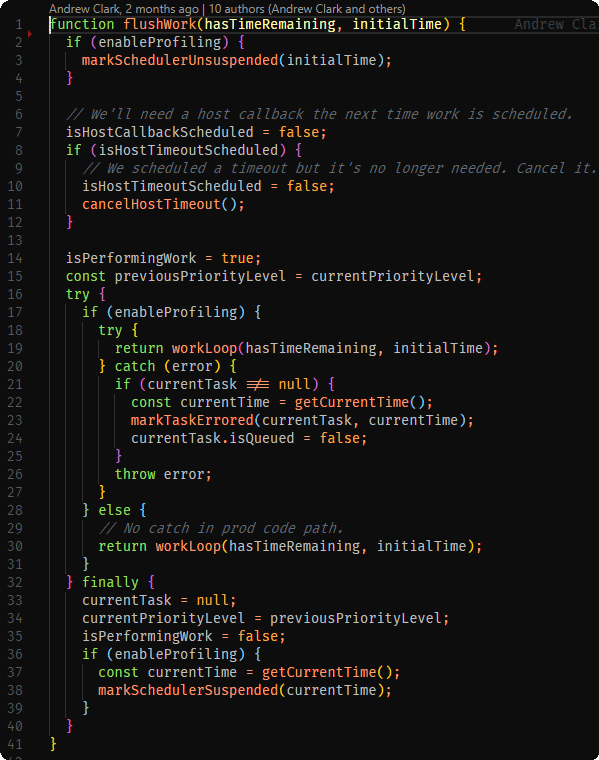 Andrew Clark, 2 months ago | 10 authors (Andrew Clark and others)
1 function flushWork(hasTimeRemaining, initialTime) { Andrew Clar
2 if (enableProfiling) {
3 markSchedulerUnsuspended(initialTime);
4 }
5
6 // We'll need a host callback the next time work is scheduled.
7 isHostCallbackScheduled = false;
8 if (isHostTimeoutScheduled) {
9 // We scheduled a timeout but it's no longer needed. Cancel it.
10 isHostTimeoutScheduled = false;
11 cancelHostTimeout();
12 }
13
14 isPerformingWork = true;
15 const previousPriorityLevel = currentPriorityLevel;
16 try {
17 if (enableProfiling) {
18 try {
19 return workLoop(hasTimeRemaining, initialTime);
20 } catch (error) {
21 if (currentTask !== null) {
22 const currentTime = getCurrentTime();
23 markTaskErrored(currentTask, currentTime);
24 currentTask.isQueued = false;
25 }
26 throw error;
27 }
28 } else {
29 // No catch in prod code path.
30 return workLoop(hasTimeRemaining, initialTime);
31 }
32 } finally {
33 currentTask = null;
34 currentPriorityLevel = previousPriorityLevel;
35 isPerformingWork = false;
36 if (enableProfiling) {
37 const currentTime = getCurrentTime();
38 markSchedulerSuspended(currentTime);
39 }
40 }
41 }